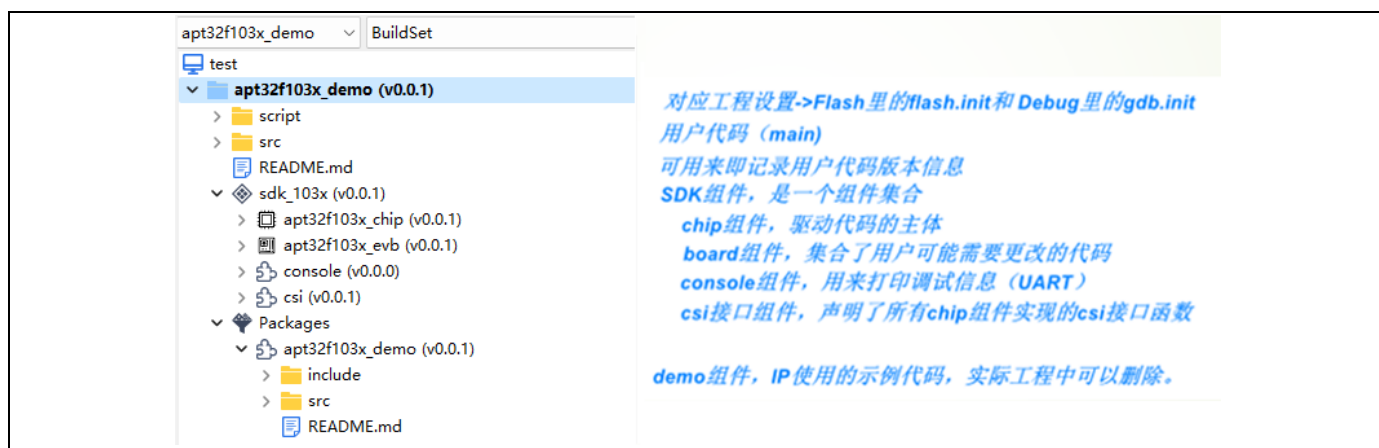 apt32f103x_demo BuildSet
test
apt32f103x_demo (v0.0.1)
script
src
README.md
sdk_103x (v0.0.1)
apt32f103x_chip (v0.0.1)
apt32f103x_evb (v0.0.1)
console (v0.0.0)
csi (v0.0.1)
Packages
apt32f103x_demo (v0.0.1)
include
src
README.md
对应工程设置->Flash里的flash.init和 Debug里的gdb.init
用户代码（main)
可用来即记录用户代码版本信息
SDK组件，是一个组件集合
chip组件，驱动代码的主体
board组件，集合了用户可能需要更改的代码
console组件，用来打印调试信息（UART）
csi接口组件，声明了所有chip组件实现的csi接口函数
demo组件，IP使用的示例代码，实际工程中可以删除。